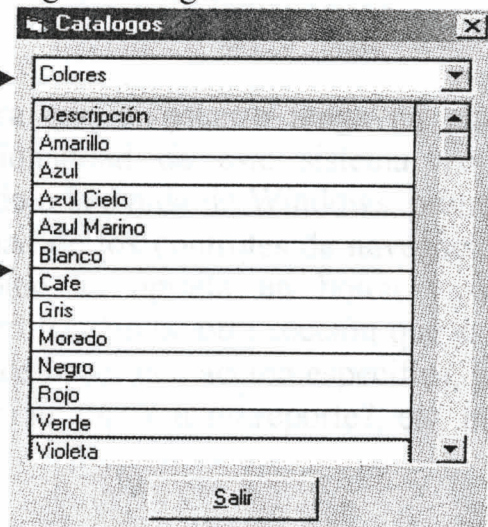 Catalogos
Colores
Descripción
Amarillo
Azul
Azul Cielo
Azul Marino
Blanco
Cafe
Gris
Morado
Negro
Rojo
Verde
Violeta
Salir